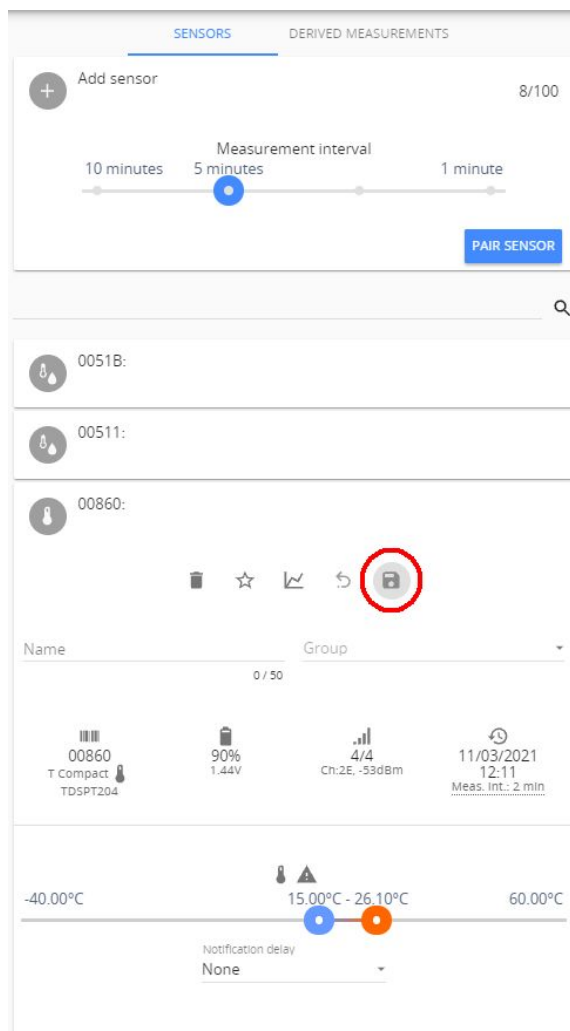 SENSORS DERIVED MEASUREMENTS
Add sensor
8/100
Measurement interval
10 minutes 5 minutes 1 minute
PAIR SENSOR
0051B:
00511:
00860:
Name Group
0 / 50
00860 90% 4/4 11/03/2021
T Compact 1.44V Ch:2E, -53dBm 12:11
TDSPT204 Meas. Int.: 2 min
-40.00°C 15.00°C - 26.10°C 60.00°C
Notification delay
None